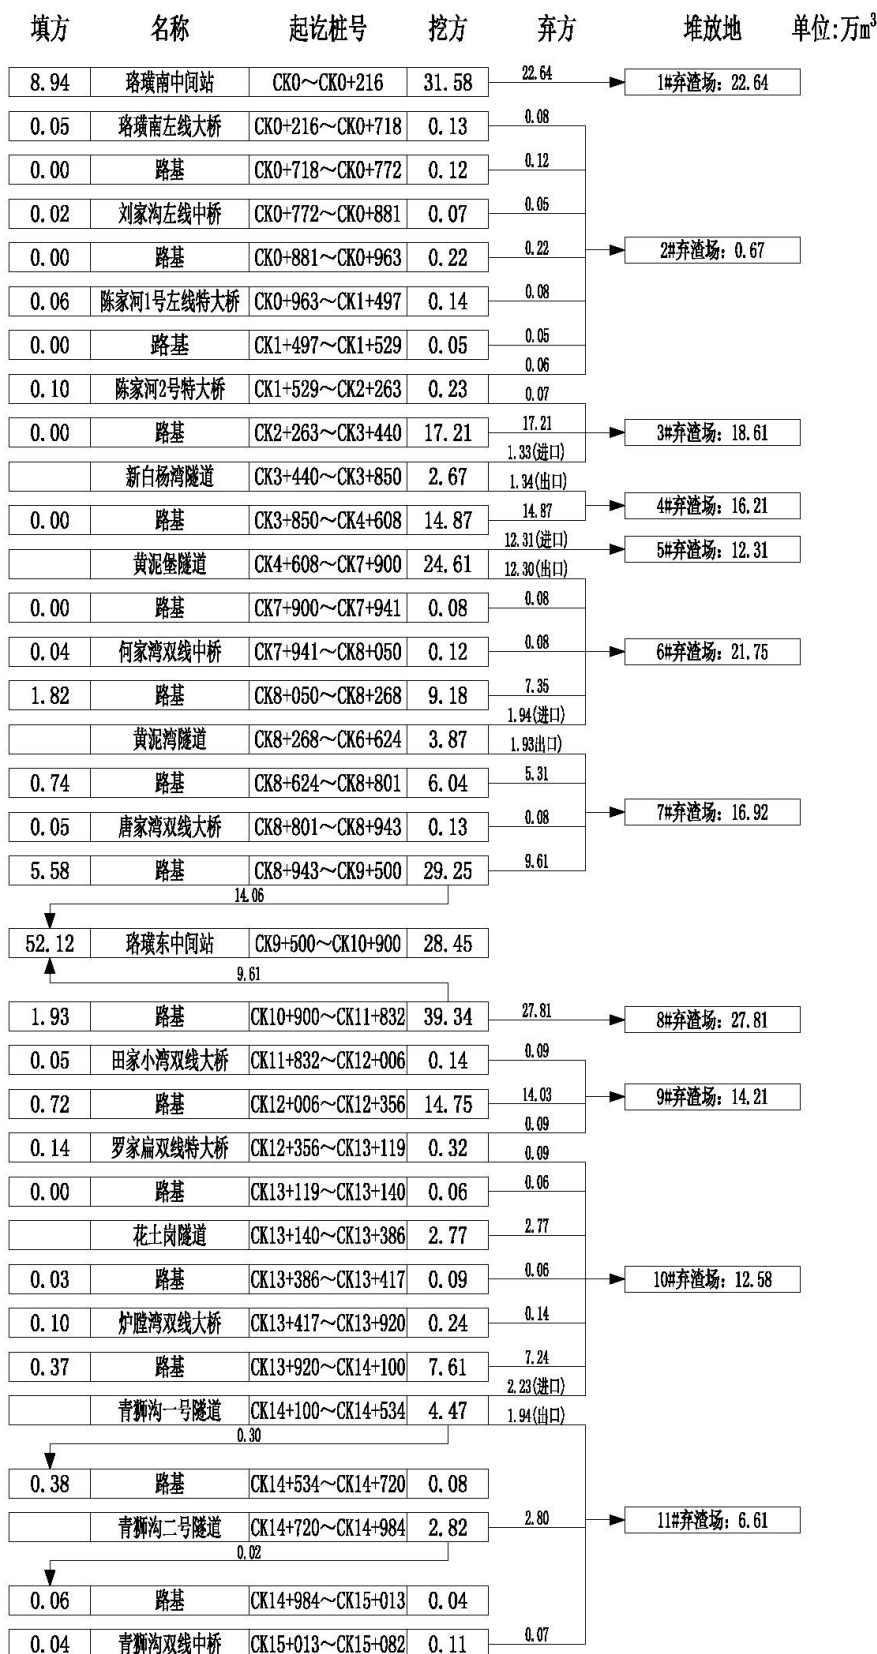 填方 名称 起讫桩号 挖方 弃方 堆放地 单位:万m³
8.94 珞璜南中间站 CK0～CK0+216 31.58 22.64 1#弃渣场：22.64
0.05 珞璜南左线大桥 CK0+216～CK0+718 0.13 0.08
0.00 路基 CK0+718～CK0+772 0.12 0.12
0.02 刘家沟左线中桥 CK0+772～CK0+881 0.07 0.05
0.00 路基 CK0+881～CK0+963 0.22 0.22 2#弃渣场：0.67
0.06 陈家河1号左线特大桥 CK0+963～CK1+497 0.14 0.08
0.00 路基 CK1+497～CK1+529 0.05 0.05
0.06
0.10 陈家河2号特大桥 CK1+529～CK2+263 0.23 0.07
0.00 路基 CK2+263～CK3+440 17.21 17.21 3#弃渣场：18.61
1.33(进口)
新白杨湾隧道 CK3+440～CK3+850 2.67 1.34(出口)
0.00 路基 CK3+850～CK4+608 14.87 14.87 4#弃渣场：16.21
12.31(进口) 5#弃渣场：12.31
黄泥堡隧道 CK4+608～CK7+900 24.61 12.30(出口)
0.00 路基 CK7+900～CK7+941 0.08 0.08
0.04 何家湾双线中桥 CK7+941～CK8+050 0.12 0.08 6#弃渣场：21.75
1.82 路基 CK8+050～CK8+268 9.18 7.35
1.94(进口)
黄泥湾隧道 CK8+268～CK6+624 3.87 1.93出口)
0.74 路基 CK8+624～CK8+801 6.04 5.31
0.05 唐家湾双线大桥 CK8+801～CK8+943 0.13 0.08 7#弃渣场：16.92
5.58 路基 CK8+943～CK9+500 29.25 9.61
14.06
52.12 珞璜东中间站 CK9+500～CK10+900 28.45
9.61
1.93 路基 CK10+900～CK11+832 39.34 27.81 8#弃渣场：27.81
0.05 田家小湾双线大桥 CK11+832～CK12+006 0.14 0.09
0.72 路基 CK12+006～CK12+356 14.75 14.03 9#弃渣场：14.21
0.09
0.14 罗家扁双线特大桥 CK12+356～CK13+119 0.32 0.09
0.00 路基 CK13+119～CK13+140 0.06 0.06
花土岗隧道 CK13+140～CK13+386 2.77 2.77
0.03 路基 CK13+386～CK13+417 0.09 0.06 10#弃渣场：12.58
0.10 炉膛湾双线大桥 CK13+417～CK13+920 0.24 0.14
0.37 路基 CK13+920～CK14+100 7.61 7.24
2.23(进口)
青狮沟一号隧道 CK14+100～CK14+534 4.47 1.94(出口)
0.30
0.38 路基 CK14+534～CK14+720 0.08
青狮沟二号隧道 CK14+720～CK14+984 2.82 2.80 11#弃渣场：6.61
0.02
0.06 路基 CK14+984～CK15+013 0.04
0.04 青狮沟双线中桥 CK15+013～CK15+082 0.11 0.07